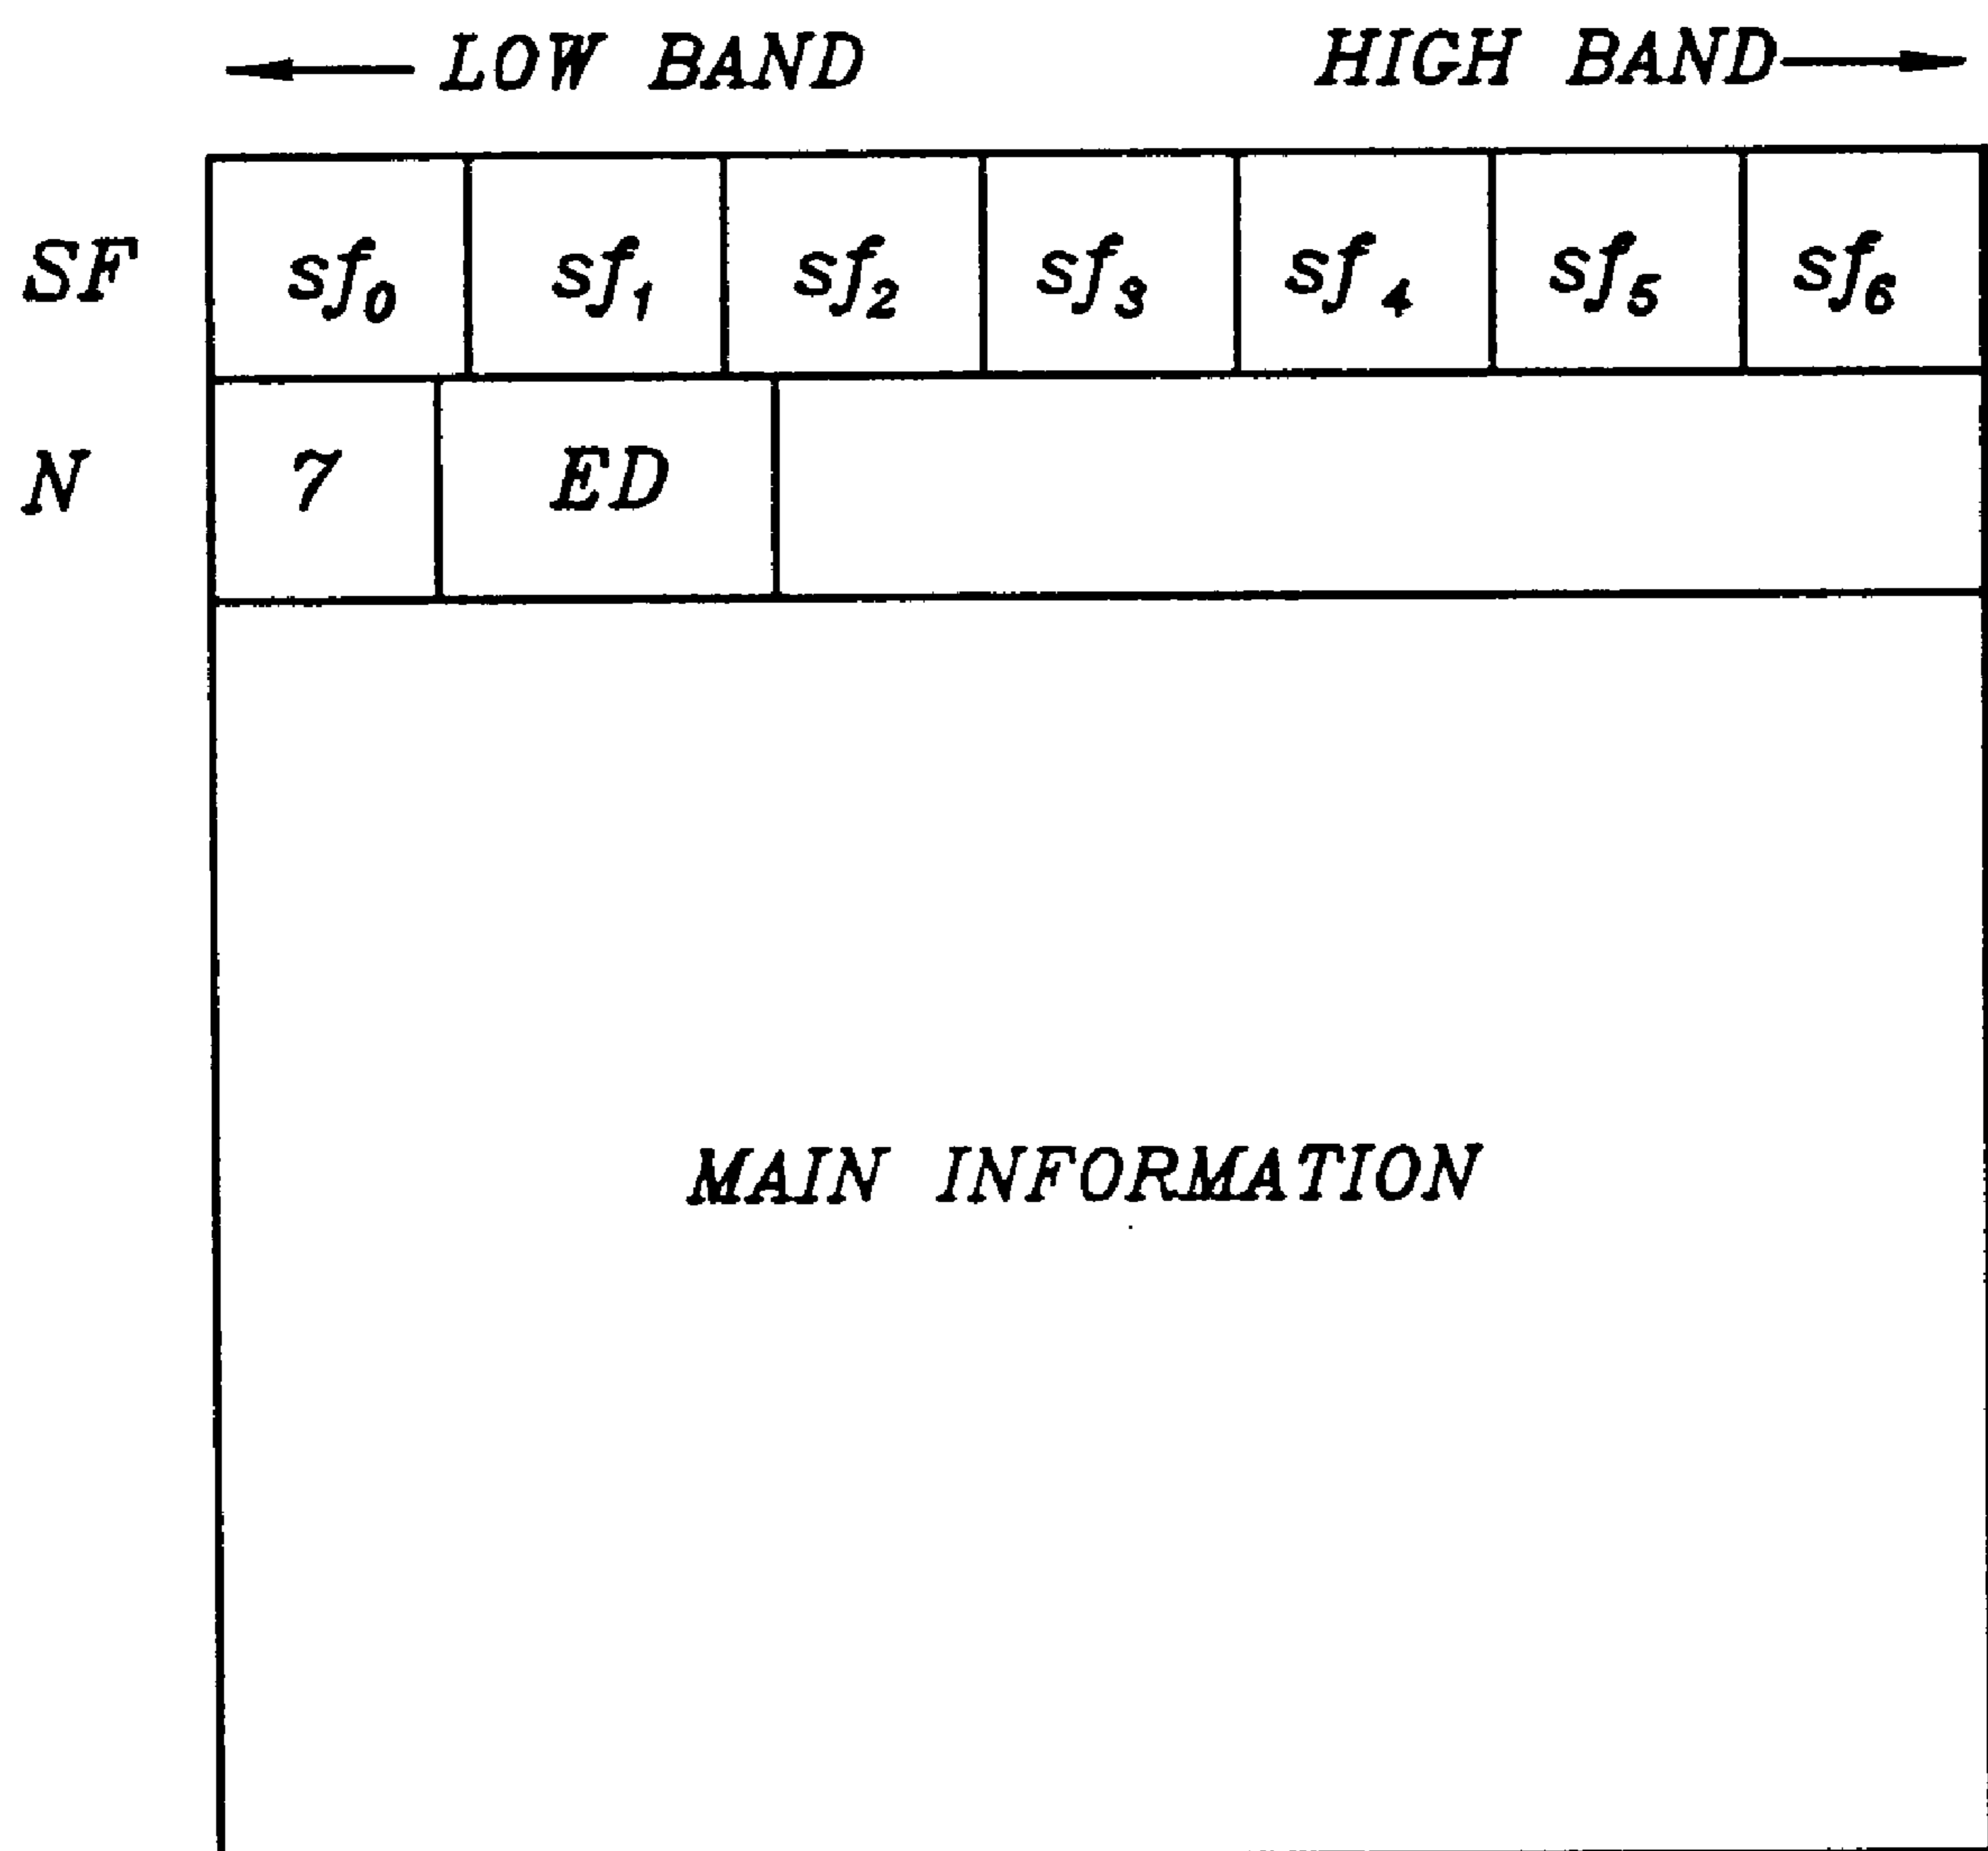 LOW BAND HIGH BAND
SF sf₀ sf₁ sf₂ sf₃ sf₄ sf₅ sf₆
N 7 ED
MAIN INFORMATION